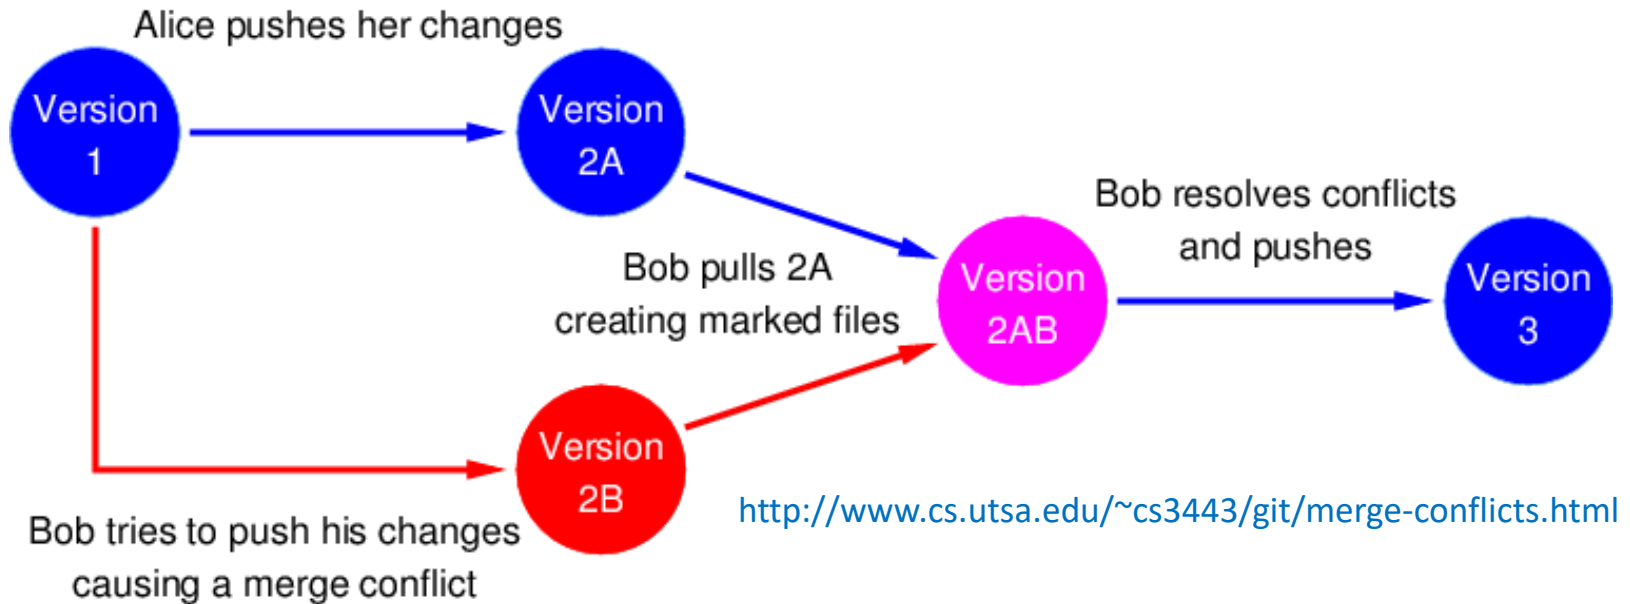 Alice pushes her changes
Version
1
Version
2A
Bob pulls 2A
creating marked files
Version
2AB
Bob resolves conflicts
and pushes
Version
3
Version
2B
Bob tries to push his changes
causing a merge conflict
http://www.cs.utsa.edu/~cs3443/git/merge-conflicts.html